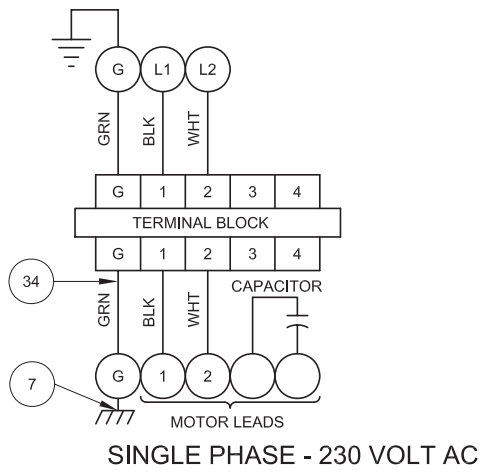 G L1 L2
GRN BLK WHT
G 1 2 3 4
TERMINAL BLOCK
G 1 2 3 4
34
CAPACITOR
GRN BLK WHT
7
G 1 2
MOTOR LEADS
SINGLE PHASE - 230 VOLT AC